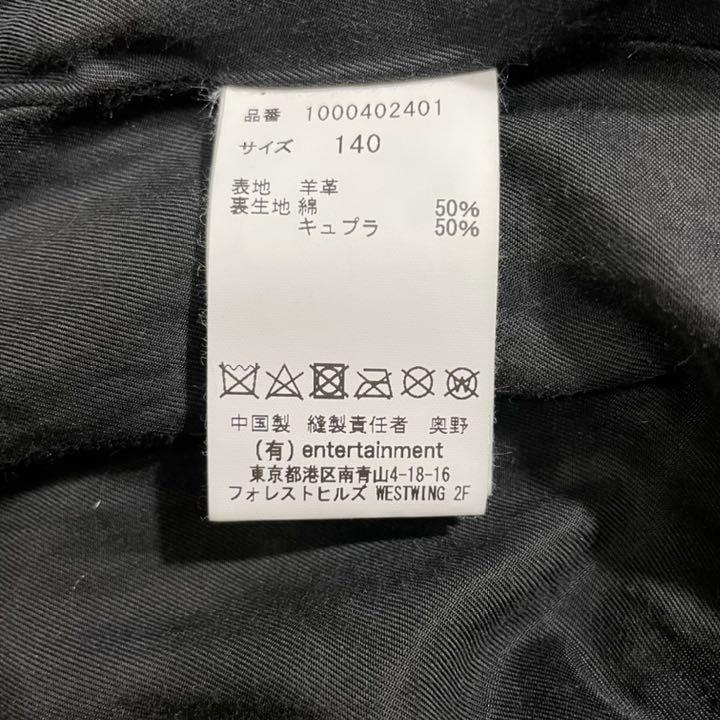 品番 1000402401
サイズ 140
表地 羊革
裏生地 綿 50%
キュプラ 50%
中国製 縫製責任者 奥野
(有) entertainment
東京都港区南青山4-18-16
フォレストヒルズ WESTWING 2F